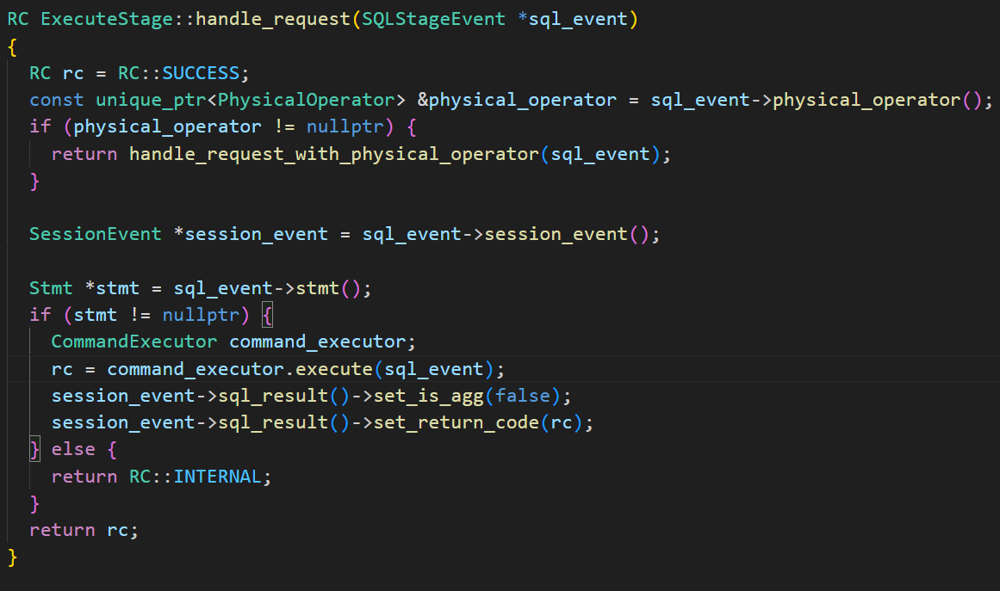 RC ExecuteStage::handle_request(SQLStageEvent *sql_event)
{
  RC rc = RC::SUCCESS;
  const unique_ptr<PhysicalOperator> &physical_operator = sql_event->physical_operator();
  if (physical_operator != nullptr) {
    return handle_request_with_physical_operator(sql_event);
  }

  SessionEvent *session_event = sql_event->session_event();

  Stmt *stmt = sql_event->stmt();
  if (stmt != nullptr) {
    CommandExecutor command_executor;
    rc = command_executor.execute(sql_event);
    session_event->sql_result()->set_is_agg(false);
    session_event->sql_result()->set_return_code(rc);
  } else {
    return RC::INTERNAL;
  }
  return rc;
}